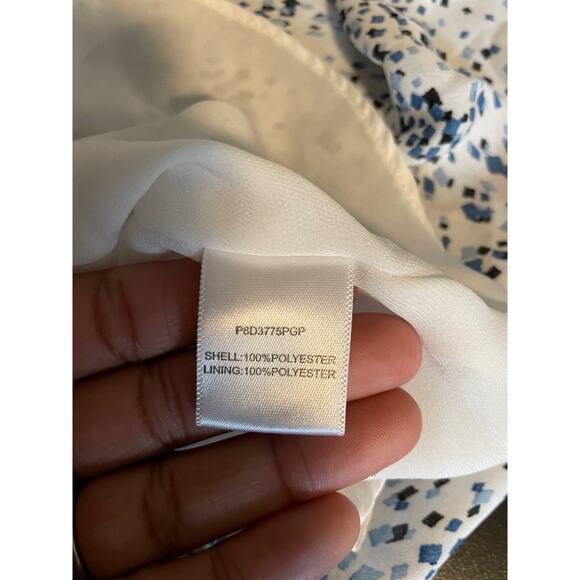 P8D3775PGP
SHELL:100%POLYESTER
LINING:100%POLYESTER